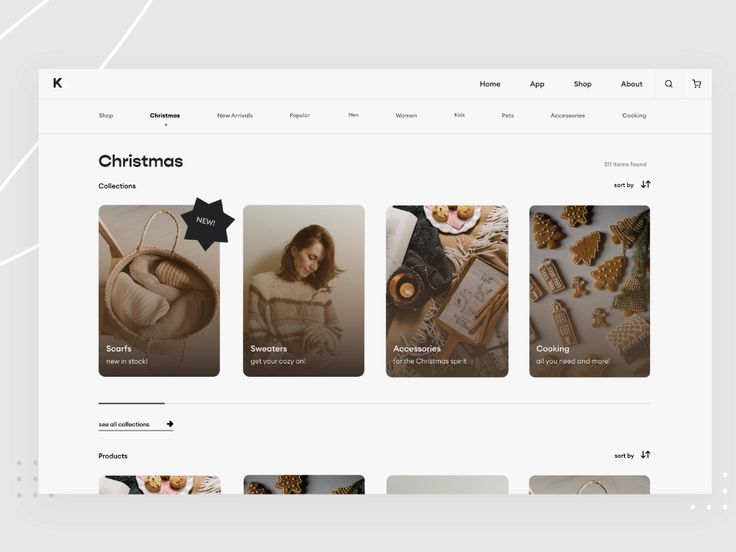 K
Home App Shop About
Shop Christmas New Arrivals Popular Men Women Kids Pets Accessories Cooking
Christmas
311 items found
Collections
sort by
NEW!
Scarfs
new in stock!
Sweaters
get your cozy on!
Accessories
for the Christmas spirit
Cooking
all you need and more!
see all collections
Products
sort by